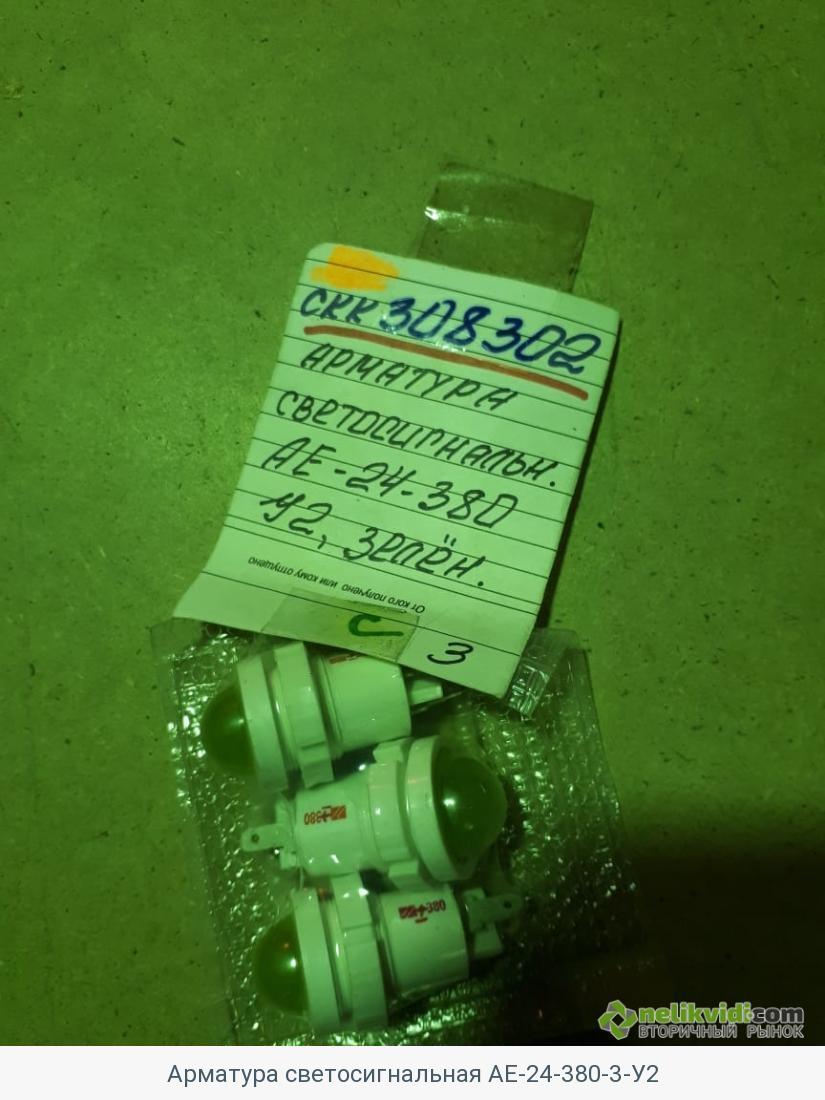 СКК 308302
АРМАТУРА
СВЕТОСИГНАЛЬН.
АЕ-24-380
У2, ЗЕЛЁН.
От кого получено или кому отпущено
С
3
380
380
nelikvidi.com
ВТОРИЧНЫЙ РЫНОК
Арматура светосигнальная АЕ-24-380-3-У2